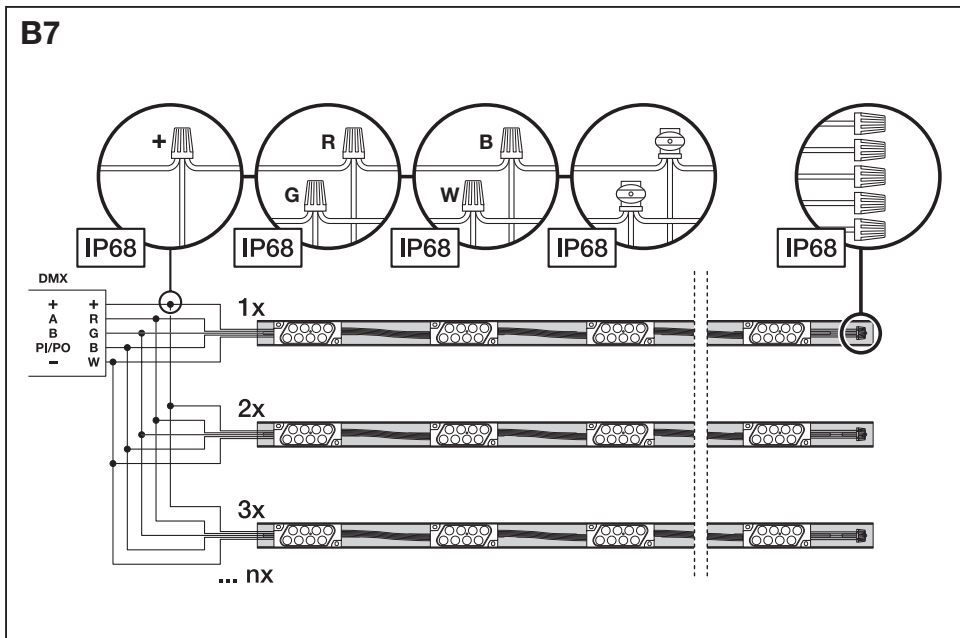 B7
+
R
G
B
W
IP68
IP68
IP68
IP68
IP68
DMX
+ +
A R
B G
PI/PO B
– W
1x
2x
3x
... nx